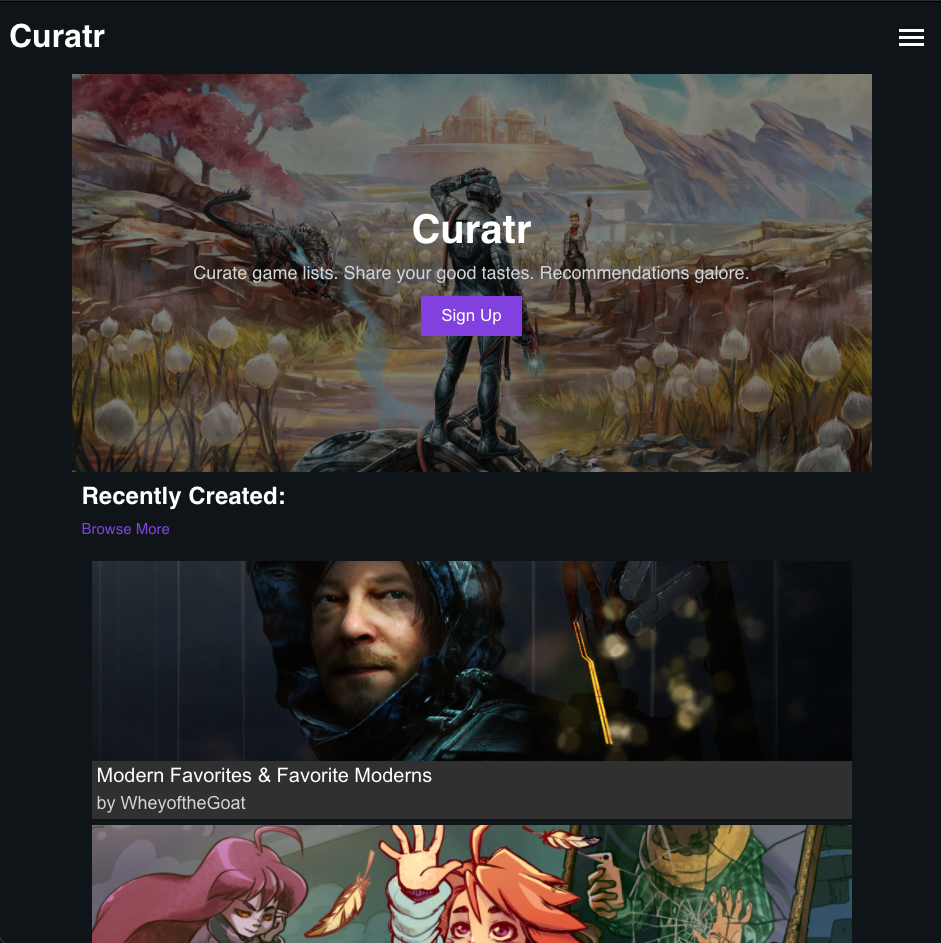 Curatr
Curatr
Curate game lists. Share your good tastes. Recommendations galore.
Sign Up
Recently Created:
Browse More
Modern Favorites & Favorite Moderns
by WheyoftheGoat